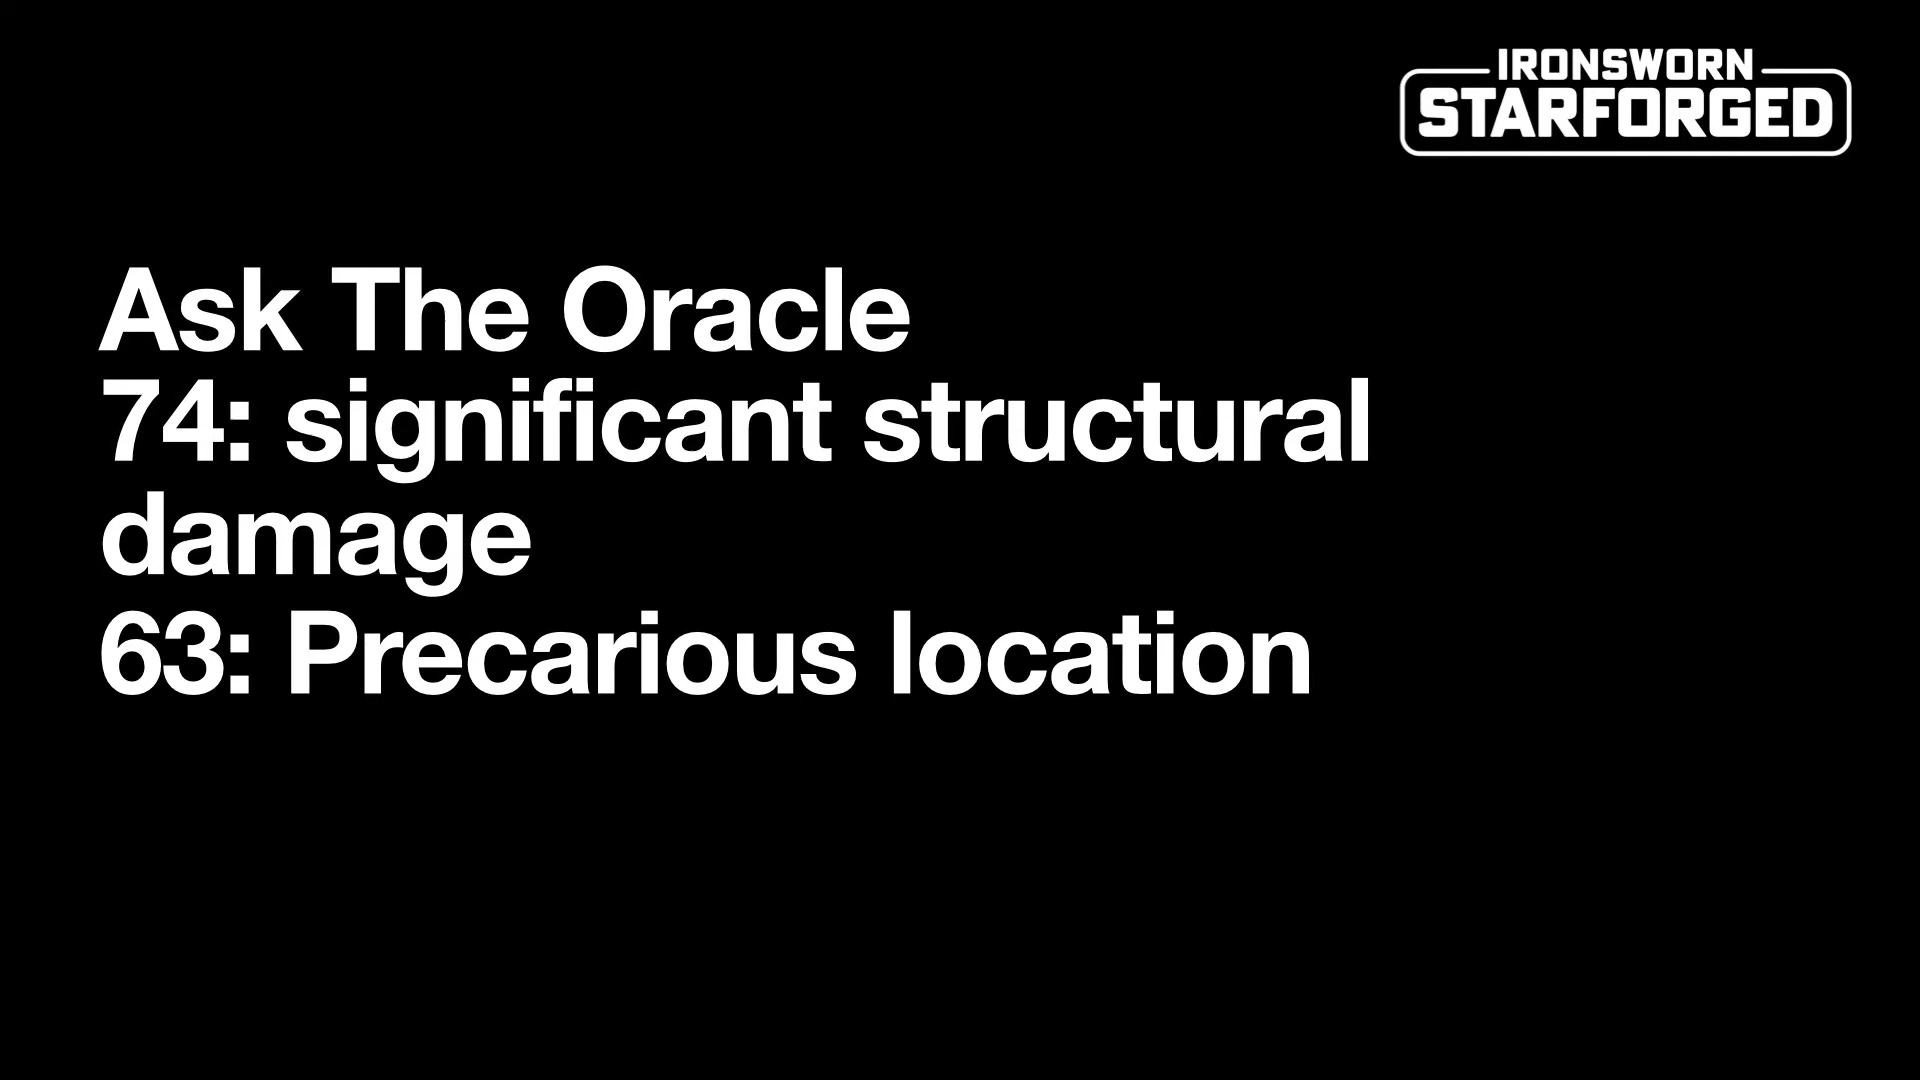 IRONSWORN
STARFORGED
Ask The Oracle
74: significant structural
damage
63: Precarious location